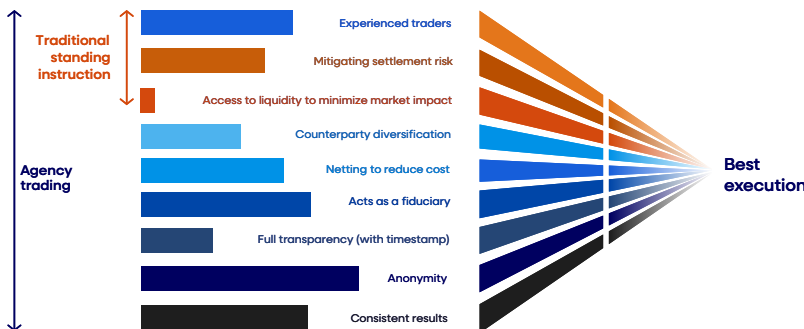 Traditional
standing
instruction
Agency
trading
Experienced traders
Mitigating settlement risk
Access to liquidity to minimize market impact
Counterparty diversification
Netting to reduce cost
Acts as a fiduciary
Full transparency (with timestamp)
Anonymity
Consistent results
Best
execution